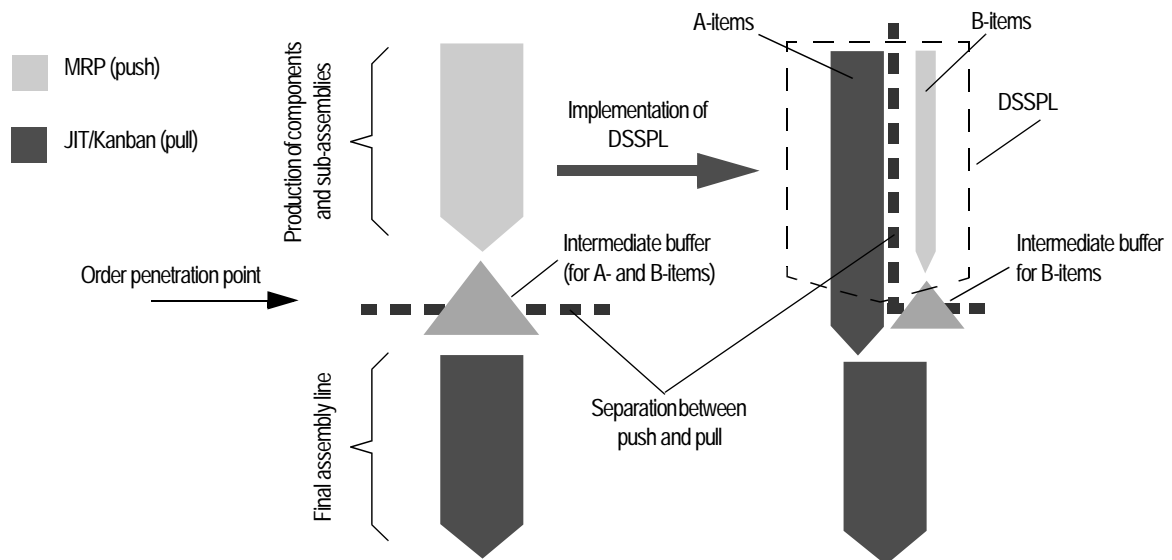 MRP (push)
JIT/Kanban (pull)
Production of components
and sub-assemblies
Order penetration point
Final assembly line
Intermediate buffer
(for A- and B-items)
Implementation of
DSSPL
Separation between
push and pull
A-items
B-items
DSSPL
Intermediate buffer
for B-items